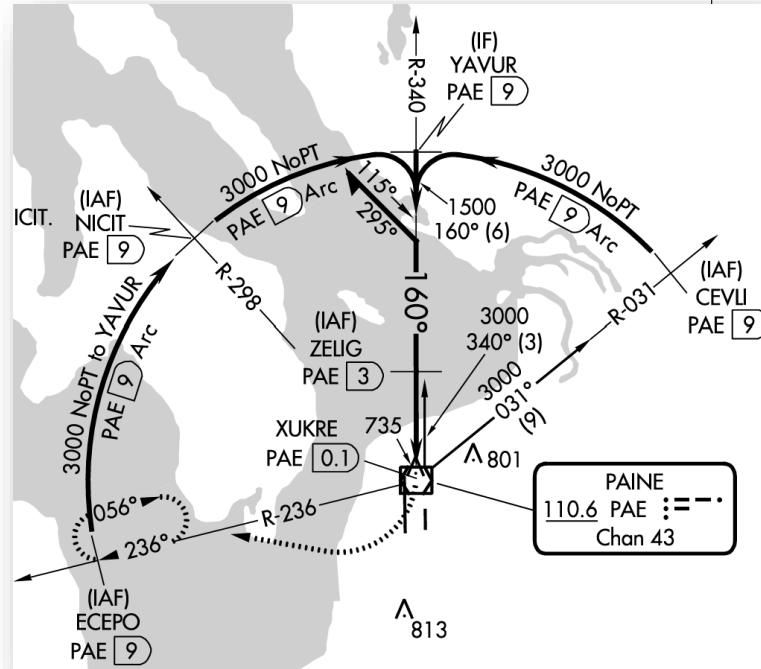 (IF)
YAVUR
PAE 9
R-340
3000 NoPT
PAE 9 Arc
3000 NoPT
PAE 9 Arc
115°
295°
1500
160° (6)
ICIT.
(IAF)
NICIT
PAE 9
R-298
160°
(IAF)
CEVLI
PAE 9
R-031
(IAF)
ZELIG
PAE 3
3000
340° (3)
3000
031°
(9)
3000 NoPT to YAVUR
PAE 9 Arc
XUKRE
PAE 0.1
735
801
056°
236°
R-236
PAINE
110.6 PAE
Chan 43
(IAF)
ECEPO
PAE 9
813